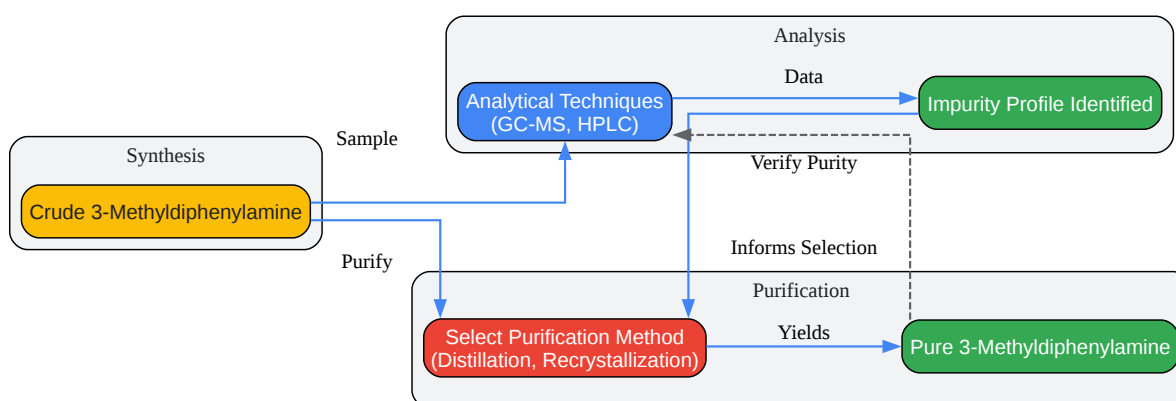 Analysis
Data
Analytical Techniques
(GC-MS, HPLC)
Impurity Profile Identified
Sample
Synthesis
Verify Purity
Crude 3-Methyldiphenylamine
Informs Selection
Purify
Purification
Select Purification Method
(Distillation, Recrystallization)
Yields
Pure 3-Methyldiphenylamine